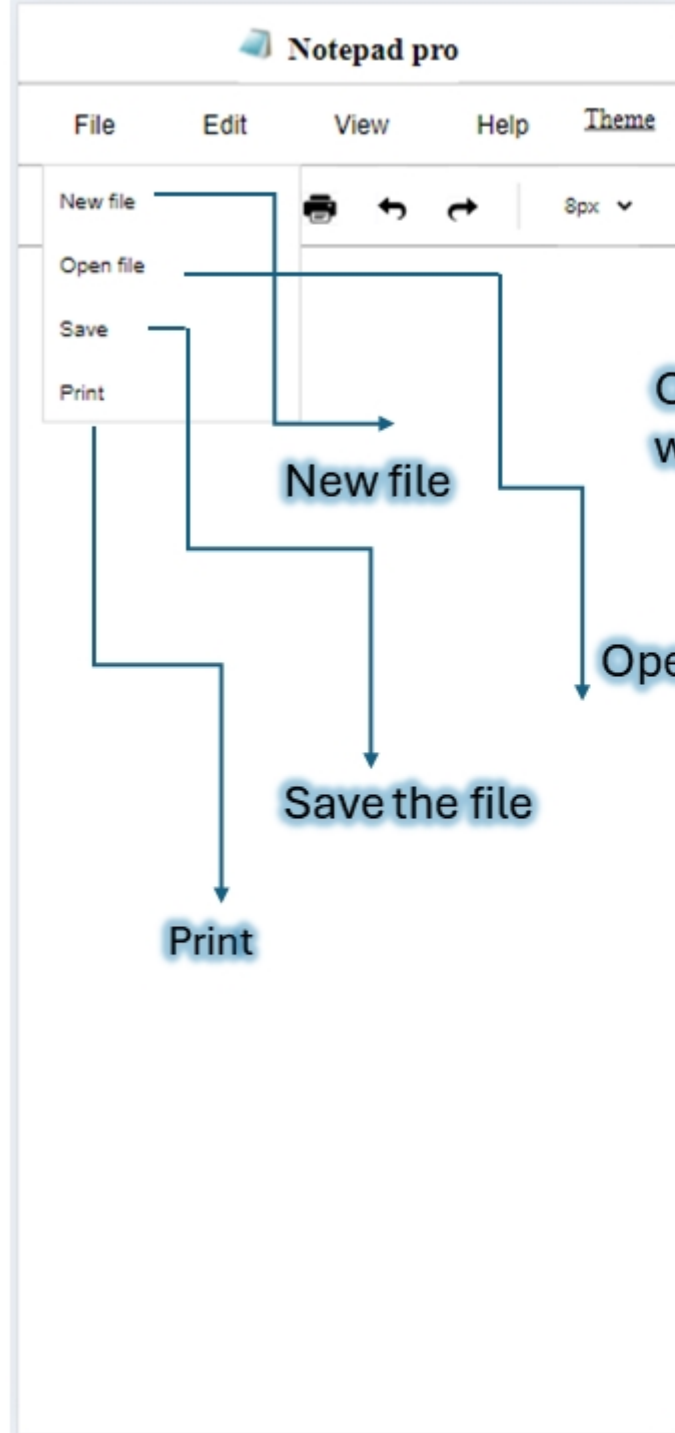 Notepad pro
File Edit View Help Theme
8px
New file
Open file
Save
Print
New file
Save the file
Print